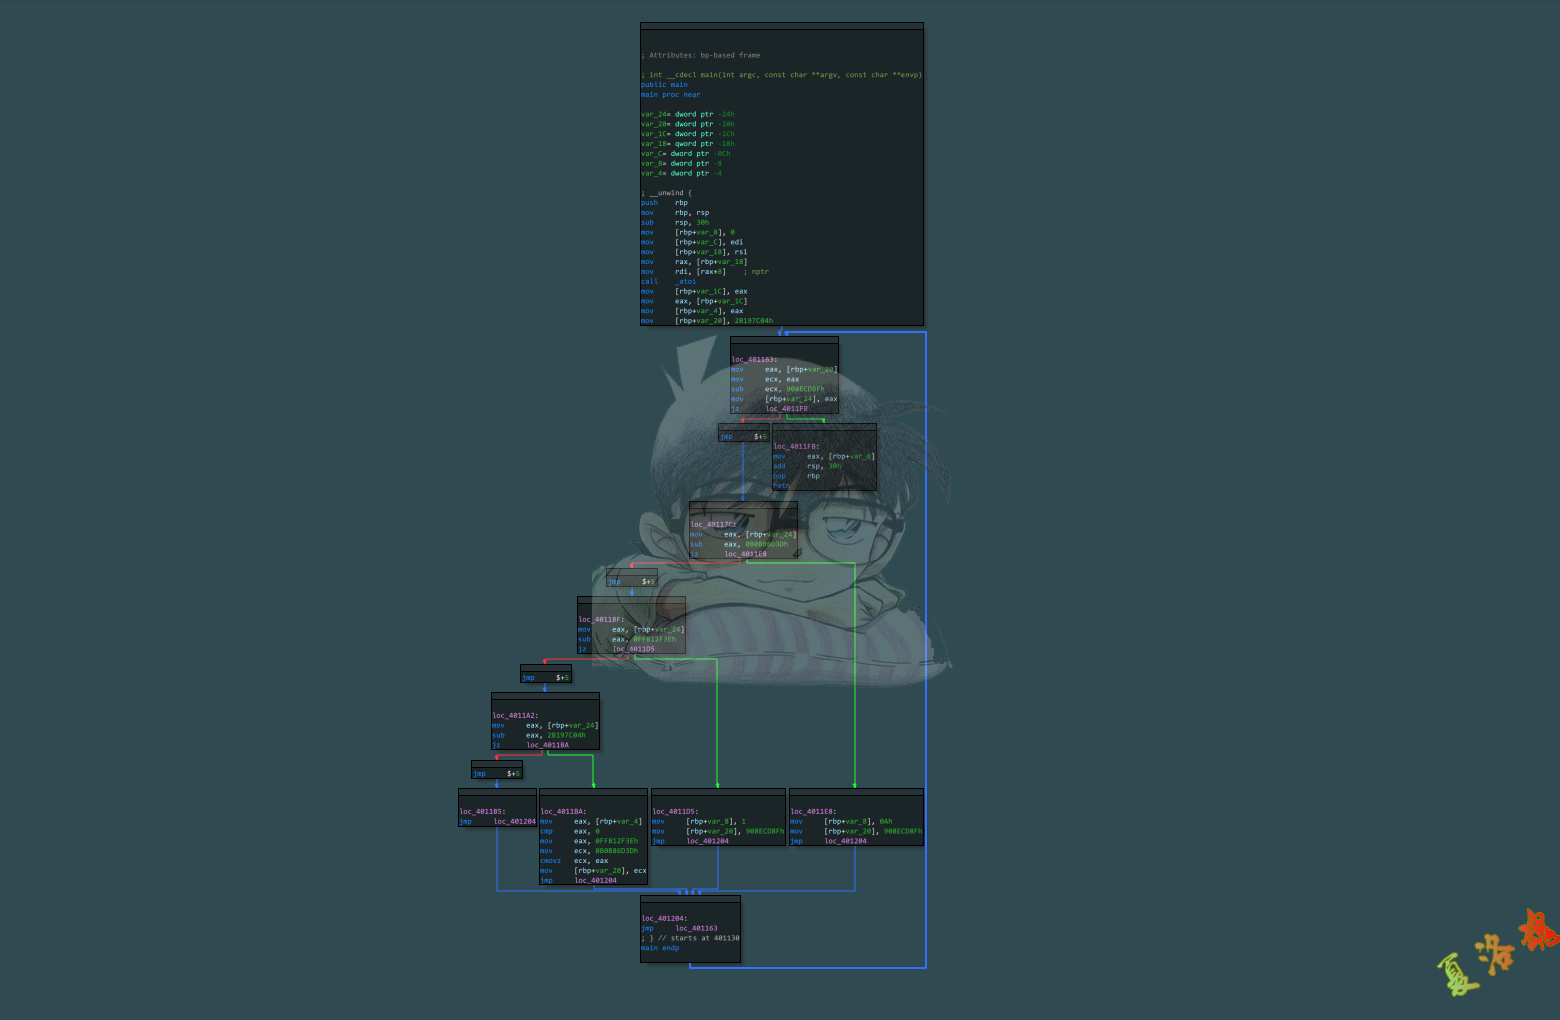 ; Attributes: bp-based frame
; int __cdecl main(int argc, const char **argv, const char **envp)
public main
main proc near
var_24= dword ptr -24h
var_20= dword ptr -20h
var_1C= dword ptr -1Ch
var_18= qword ptr -18h
var_C= dword ptr -0Ch
var_8= dword ptr -8
var_4= dword ptr -4
; __unwind {
push rbp
mov rbp, rsp
sub rsp, 30h
mov [rbp+var_8], 0
mov [rbp+var_C], edi
mov [rbp+var_18], rsi
mov rax, [rbp+var_18]
mov rdi, [rax+8] ; nptr
call _atoi
mov [rbp+var_1C], eax
mov eax, [rbp+var_1C]
mov [rbp+var_4], eax
mov [rbp+var_20], 2B197C04h
loc_401163:
mov eax, [rbp+var_20]
mov ecx, eax
sub ecx, 908ECD8Fh
mov [rbp+var_24], eax
jz loc_4011FB
jmp $+5
loc_4011FB:
mov eax, [rbp+var_8]
add rsp, 30h
pop rbp
retn
loc_40117C:
mov eax, [rbp+var_24]
sub eax,
jz loc_4011E8
jmp $+5
loc_40118F:
mov eax, [rbp+var_24]
sub eax, 0FFB12F3Eh
jz loc_4011D5
jmp $+5
loc_4011A2:
mov eax, [rbp+var_24]
sub eax, 2B197C04h
jz loc_4011BA
jmp $+5
loc_4011B5:
jmp loc_401204
loc_4011BA:
mov eax, [rbp+var_4]
cmp eax, 0
mov eax, 0FFB12F3Eh
mov ecx,
cmovz ecx, eax
mov [rbp+var_20], ecx
jmp loc_401204
loc_4011D5:
mov [rbp+var_8], 1
mov [rbp+var_20], 908ECD8Fh
jmp loc_401204
loc_4011E8:
mov [rbp+var_8], 0Ah
mov [rbp+var_20], 908ECD8Fh
jmp loc_401204
loc_401204:
jmp loc_401163
; } // starts at 401130
main endp
夏洛